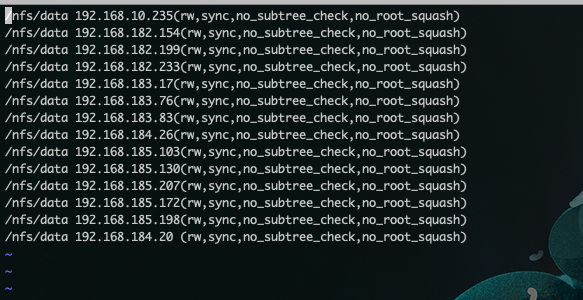 /nfs/data 192.168.10.235(rw,sync,no_subtree_check,no_root_squash)
/nfs/data 192.168.182.154(rw,sync,no_subtree_check,no_root_squash)
/nfs/data 192.168.182.199(rw,sync,no_subtree_check,no_root_squash)
/nfs/data 192.168.182.233(rw,sync,no_subtree_check,no_root_squash)
/nfs/data 192.168.183.17(rw,sync,no_subtree_check,no_root_squash)
/nfs/data 192.168.183.76(rw,sync,no_subtree_check,no_root_squash)
/nfs/data 192.168.183.83(rw,sync,no_subtree_check,no_root_squash)
/nfs/data 192.168.184.26(rw,sync,no_subtree_check,no_root_squash)
/nfs/data 192.168.185.103(rw,sync,no_subtree_check,no_root_squash)
/nfs/data 192.168.185.130(rw,sync,no_subtree_check,no_root_squash)
/nfs/data 192.168.185.207(rw,sync,no_subtree_check,no_root_squash)
/nfs/data 192.168.185.172(rw,sync,no_subtree_check,no_root_squash)
/nfs/data 192.168.185.198(rw,sync,no_subtree_check,no_root_squash)
/nfs/data 192.168.184.20 (rw,sync,no_subtree_check,no_root_squash)
~
~
~